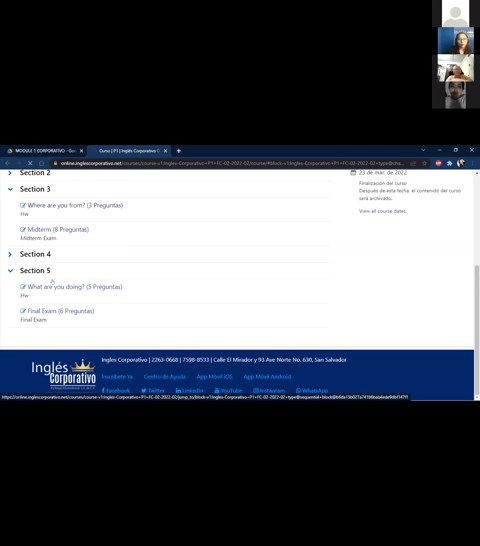 MODULE 1 CORPORATIVO - Goo
Curso | P1 | Inglés Corporativo O
online.inglescorporativo.net/courses/course-v1:Ingles-Corporativo+P1+FC-02-2022-02/course/#block-v1:Ingles-Corporativo+P1+FC-02-2022-02+type@cha...
Section 2
23 de mar. de 2022
Section 3
Finalización del curso
Después de esta fecha, el contenido del curso
será archivado.
Where are you from? (3 Preguntas)
Hw
View all course dates
Midterm (8 Preguntas)
Midterm Exam
Section 4
Section 5
What are you doing? (5 Preguntas)
Hw
Final Exam (6 Preguntas)
Final Exam
Inglés
Corporativo
Ingles Corporativo | 2263-0668 | 7598-8533 | Calle El Mirador y 93 Ave Norte No. 630, San Salvador
Inscribete Ya Centro de Ayuda App Móvil iOS App Móvil Android
Facebook Twitter LinkedIn YouTube Instagram WhatsApp